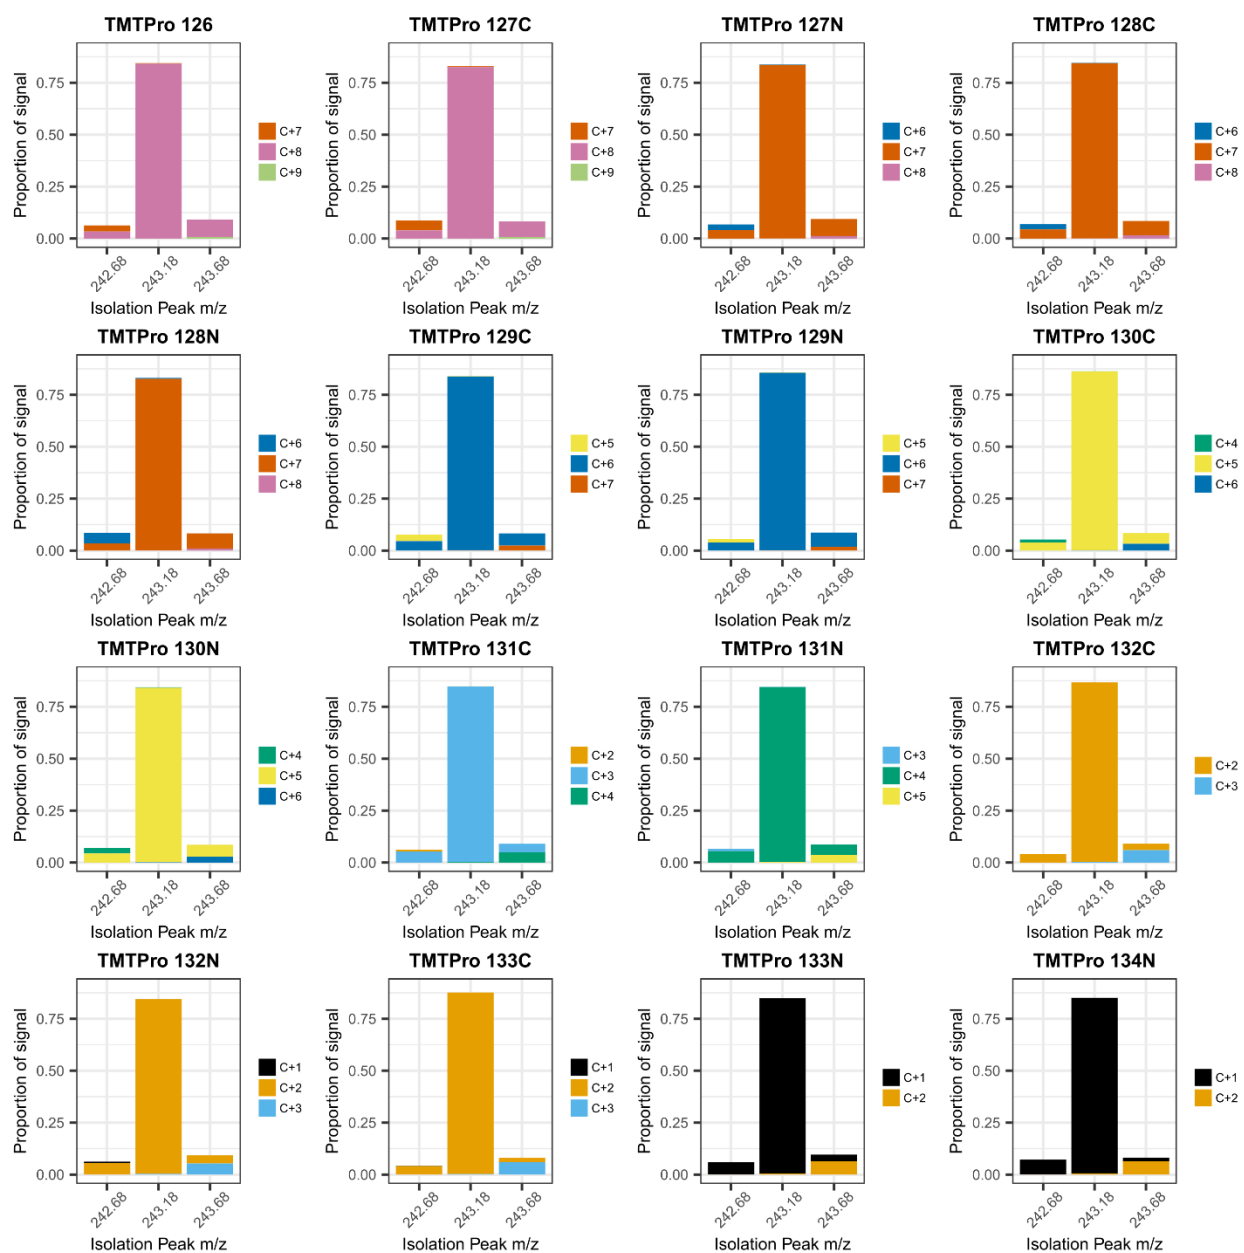 TMTPro 126
Proportion of signal
0.75
0.50
0.25
0.00
242.68
243.18
243.68
Isolation Peak m/z
C+7
C+8
C+9
TMTPro 127C
Proportion of signal
0.75
0.50
0.25
0.00
242.68
243.18
243.68
Isolation Peak m/z
C+7
C+8
C+9
TMTPro 127N
Proportion of signal
0.75
0.50
0.25
0.00
242.68
243.18
243.68
Isolation Peak m/z
C+6
C+7
C+8
TMTPro 128C
Proportion of signal
0.75
0.50
0.25
0.00
242.68
243.18
243.68
Isolation Peak m/z
C+6
C+7
C+8
TMTPro 128N
Proportion of signal
0.75
0.50
0.25
0.00
242.68
243.18
243.68
Isolation Peak m/z
C+6
C+7
C+8
TMTPro 129C
Proportion of signal
0.75
0.50
0.25
0.00
242.68
243.18
243.68
Isolation Peak m/z
C+5
C+6
C+7
TMTPro 129N
Proportion of signal
0.75
0.50
0.25
0.00
242.68
243.18
243.68
Isolation Peak m/z
C+5
C+6
C+7
TMTPro 130C
Proportion of signal
0.75
0.50
0.25
0.00
242.68
243.18
243.68
Isolation Peak m/z
C+4
C+5
C+6
TMTPro 130N
Proportion of signal
0.75
0.50
0.25
0.00
242.68
243.18
243.68
Isolation Peak m/z
C+4
C+5
C+6
TMTPro 131C
Proportion of signal
0.75
0.50
0.25
0.00
242.68
243.18
243.68
Isolation Peak m/z
C+2
C+3
C+4
TMTPro 131N
Proportion of signal
0.75
0.50
0.25
0.00
242.68
243.18
243.68
Isolation Peak m/z
C+3
C+4
C+5
TMTPro 132C
Proportion of signal
0.75
0.50
0.25
0.00
242.68
243.18
243.68
Isolation Peak m/z
C+2
C+3
TMTPro 132N
Proportion of signal
0.75
0.50
0.25
0.00
242.68
243.18
243.68
Isolation Peak m/z
C+1
C+2
C+3
TMTPro 133C
Proportion of signal
0.75
0.50
0.25
0.00
242.68
243.18
243.68
Isolation Peak m/z
C+1
C+2
C+3
TMTPro 133N
Proportion of signal
0.75
0.50
0.25
0.00
242.68
243.18
243.68
Isolation Peak m/z
C+1
C+2
TMTPro 134N
Proportion of signal
0.75
0.50
0.25
0.00
242.68
243.18
243.68
Isolation Peak m/z
C+1
C+2